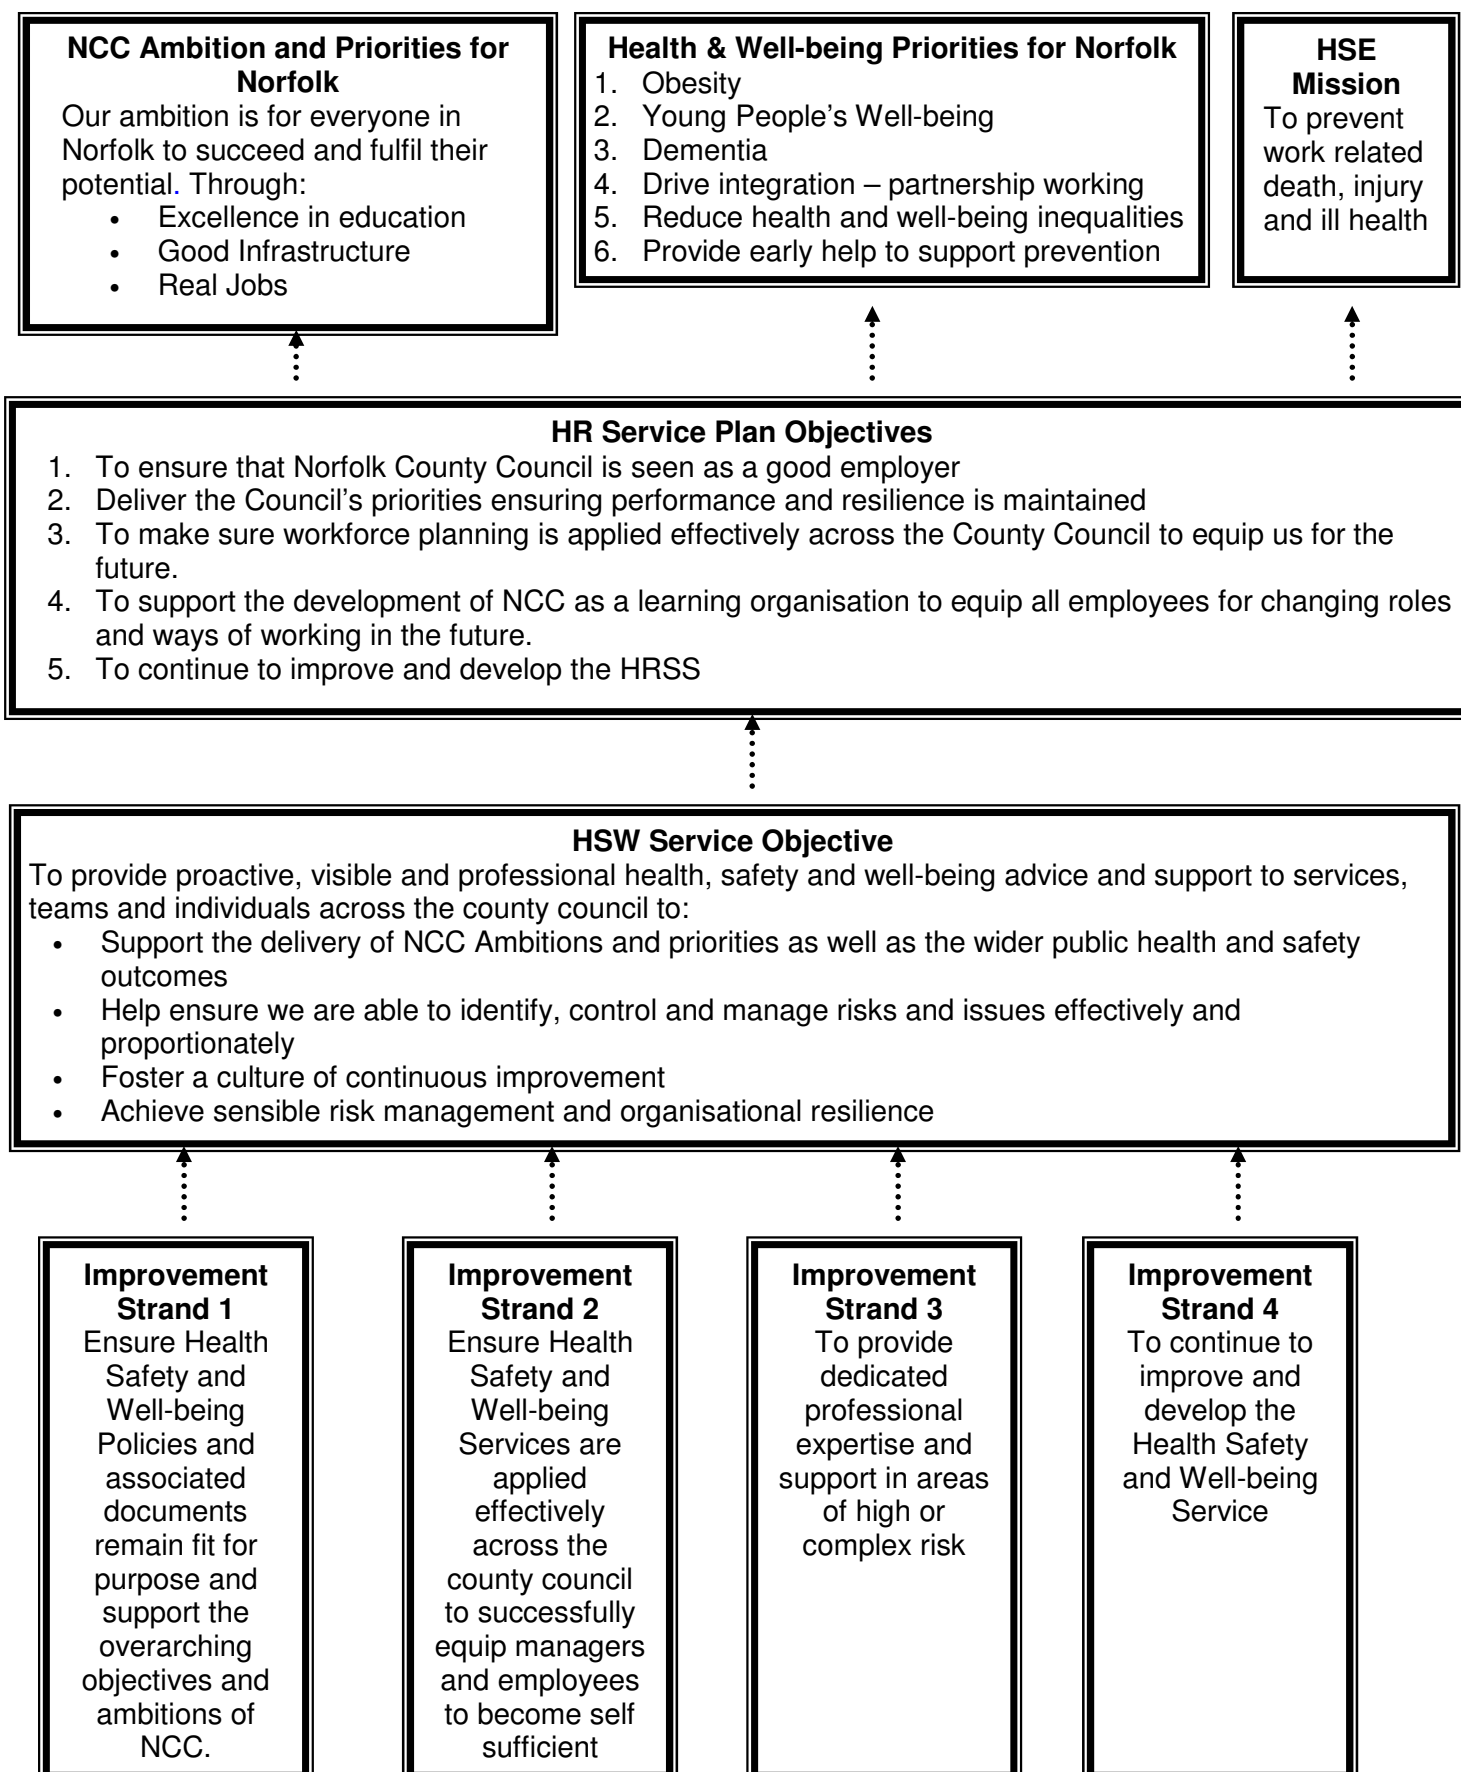 NCC Ambition and Priorities for
Norfolk
Our ambition is for everyone in
Norfolk to succeed and fulfil their
potential. Through:
• Excellence in education
• Good Infrastructure
• Real Jobs
Health & Well-being Priorities for Norfolk
1. Obesity
2. Young People's Well-being
3. Dementia
4. Drive integration – partnership working
5. Reduce health and well-being inequalities
6. Provide early help to support prevention
HSE
Mission
To prevent
work related
death, injury
and ill health
HR Service Plan Objectives
1. To ensure that Norfolk County Council is seen as a good employer
2. Deliver the Council's priorities ensuring performance and resilience is maintained
3. To make sure workforce planning is applied effectively across the County Council to equip us for the
future.
4. To support the development of NCC as a learning organisation to equip all employees for changing roles
and ways of working in the future.
5. To continue to improve and develop the HRSS
HSW Service Objective
To provide proactive, visible and professional health, safety and well-being advice and support to services,
teams and individuals across the county council to:
• Support the delivery of NCC Ambitions and priorities as well as the wider public health and safety
outcomes
• Help ensure we are able to identify, control and manage risks and issues effectively and
proportionately
• Foster a culture of continuous improvement
• Achieve sensible risk management and organisational resilience
Improvement
Strand 1
Ensure Health
Safety and
Well-being
Policies and
associated
documents
remain fit for
purpose and
support the
overarching
objectives and
ambitions of
NCC.
Improvement
Strand 2
Ensure Health
Safety and
Well-being
Services are
applied
effectively
across the
county council
to successfully
equip managers
and employees
to become self
sufficient
Improvement
Strand 3
To provide
dedicated
professional
expertise and
support in areas
of high or
complex risk
Improvement
Strand 4
To continue to
improve and
develop the
Health Safety
and Well-being
Service